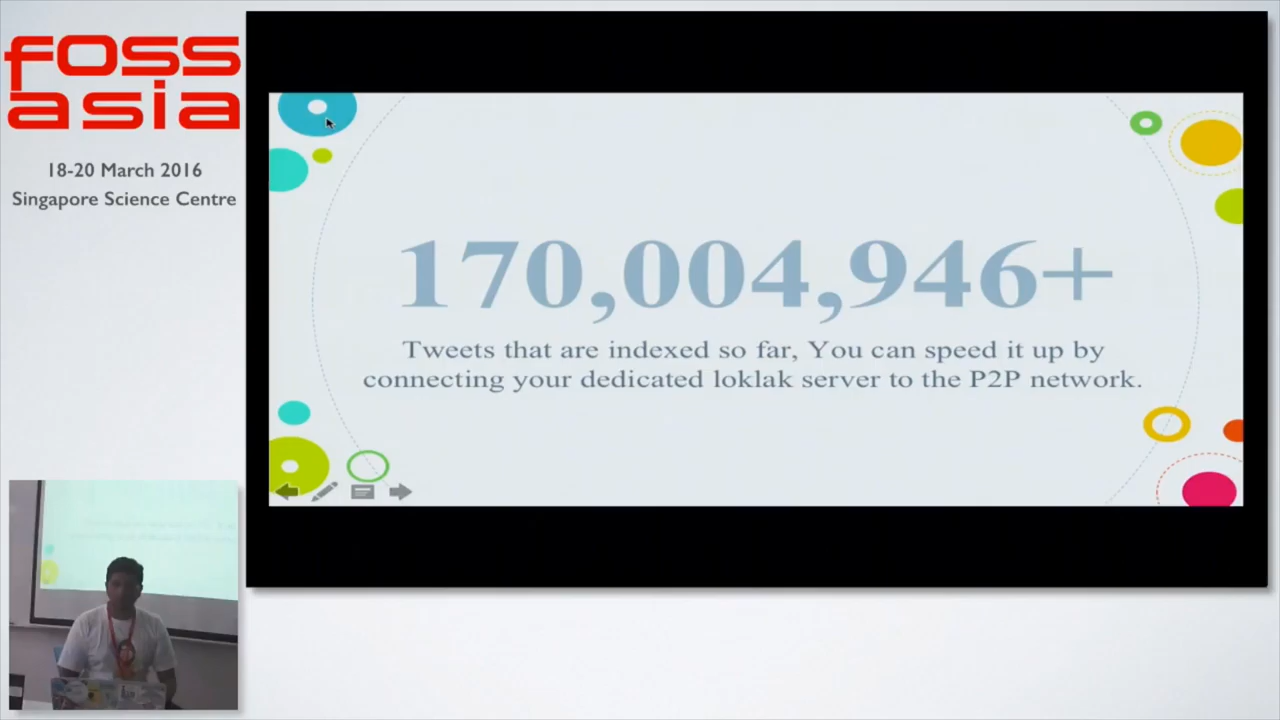 foss
asia
18-20 March 2016
Singapore Science Centre
170,004,946+
Tweets that are indexed so far, You can speed it up by
connecting your dedicated loklak server to the P2P network.